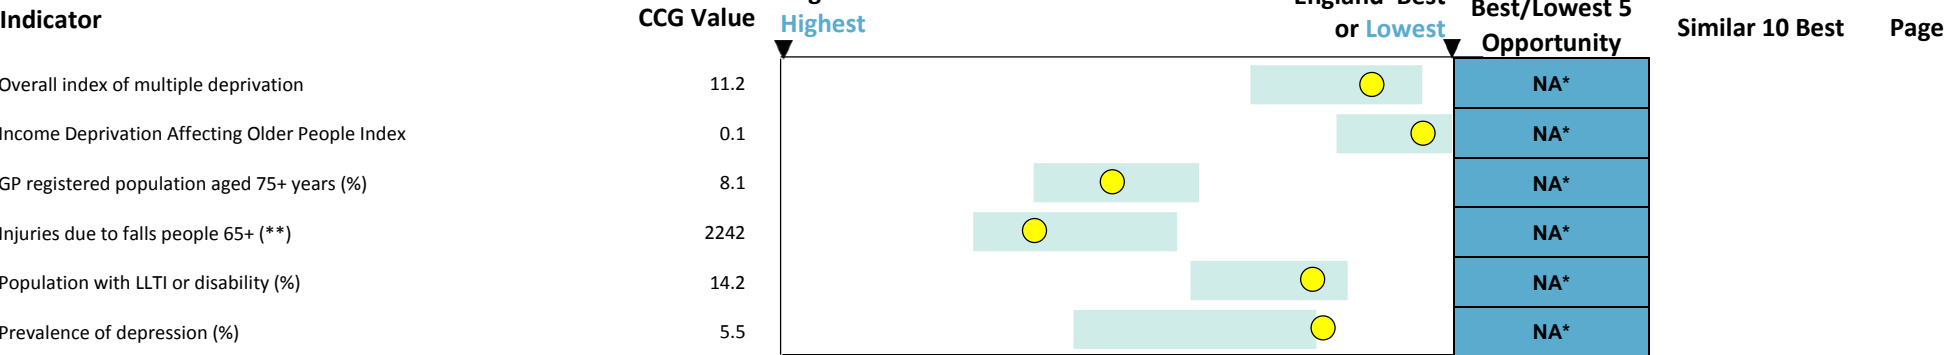 Indicator CCG Value Highest or Lowest Best/Lowest 5 Opportunity Similar 10 Best Page
Overall index of multiple deprivation 11.2 NA*
Income Deprivation Affecting Older People Index 0.1 NA*
GP registered population aged 75+ years (%) 8.1 NA*
Injuries due to falls people 65+ (**) 2242 NA*
Population with LLTI or disability (%) 14.2 NA*
Prevalence of depression (%) 5.5 NA*